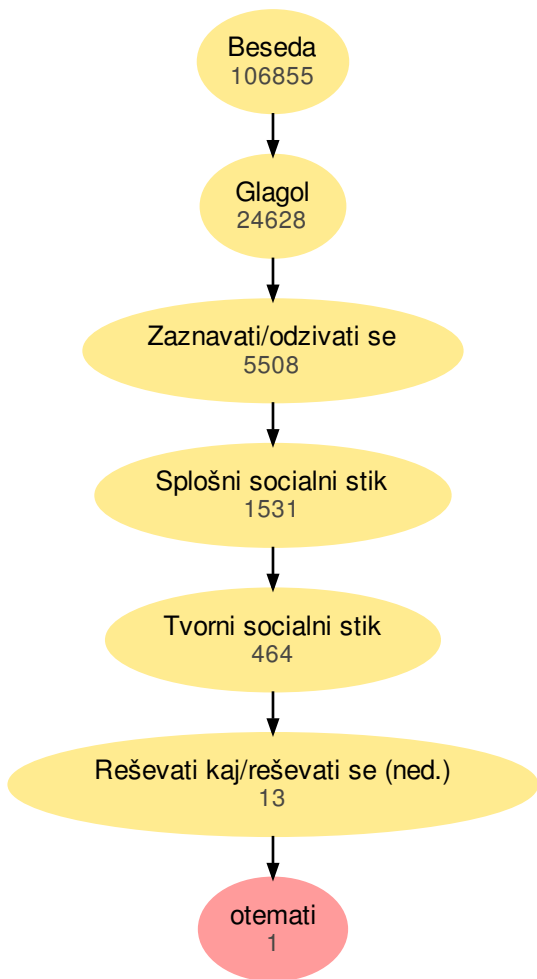 Beseda
106855
Glagol
24628
Zaznavati/odzivati se
5508
Splošni socialni stik
1531
Tvorni socialni stik
464
Reševati kaj/reševati se (ned.)
13
otemati
1